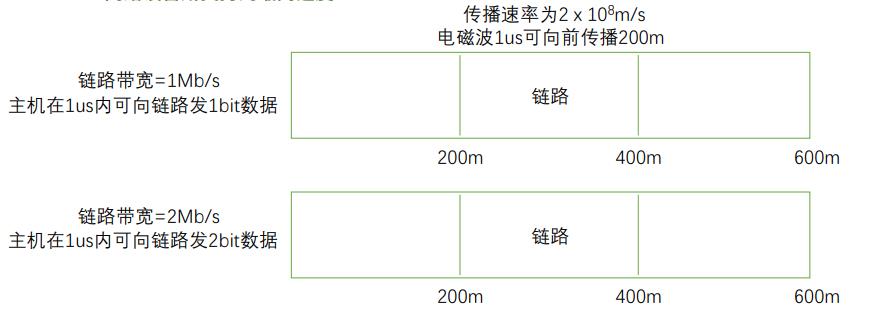 传播速率为2 x 10⁸m/s
电磁波1us可向前传播200m
链路带宽=1Mb/s
主机在1us内可向链路发1bit数据
链路
200m
400m
600m
链路带宽=2Mb/s
主机在1us内可向链路发2bit数据
链路
200m
400m
600m